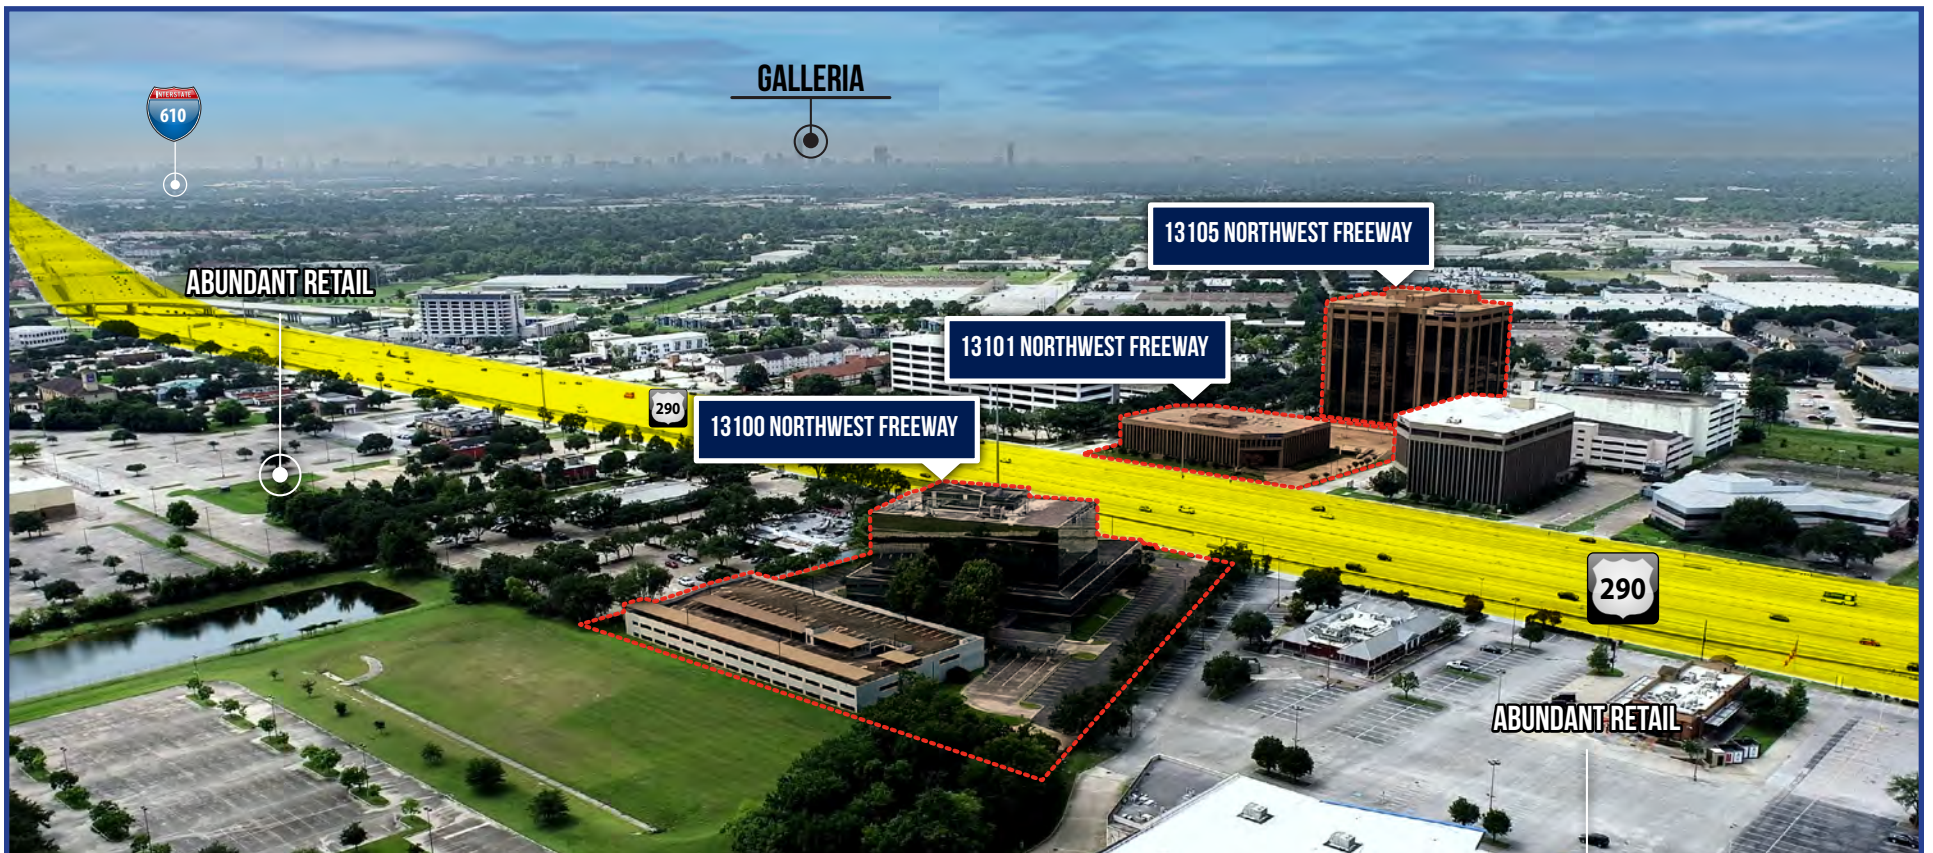 GALLERIA
INTERSTATE
610
13105 NORTHWEST FREEWAY
ABUNDANT RETAIL
13101 NORTHWEST FREEWAY
290
13100 NORTHWEST FREEWAY
290
ABUNDANT RETAIL